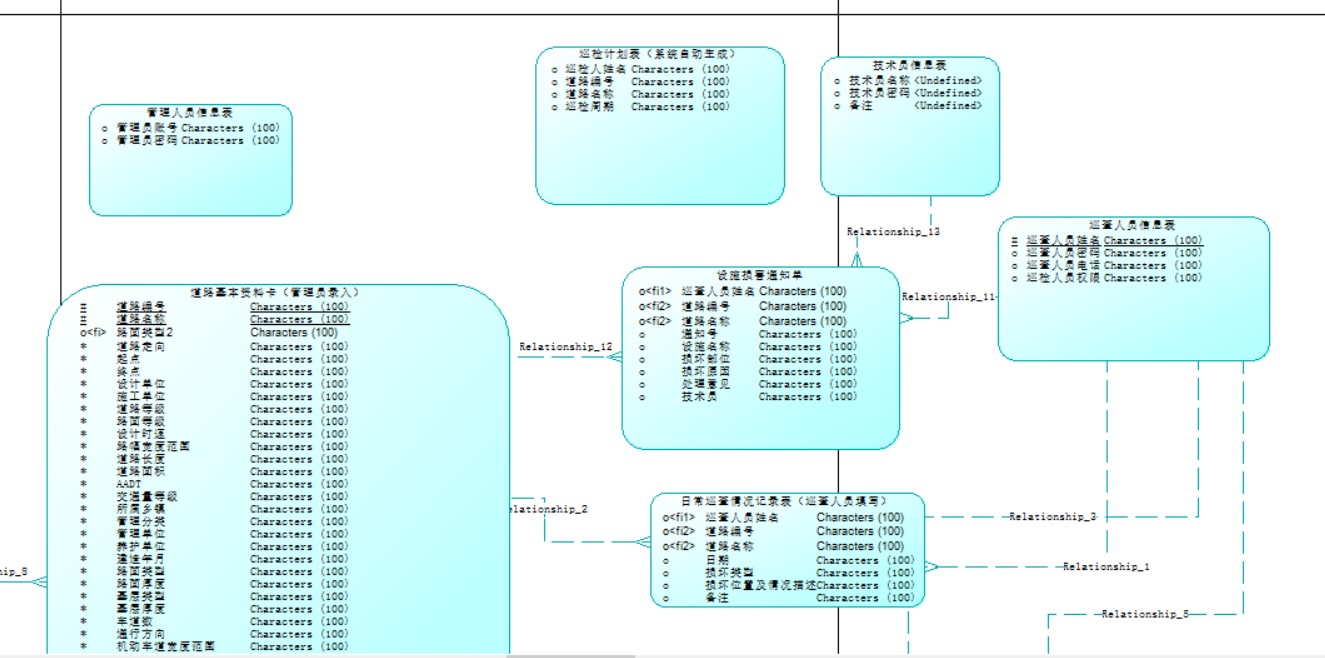 巡检计划表（系统自动生成）
o 巡检人姓名 Characters (100)
o 道路编号 Characters (100)
o 道路名称 Characters (100)
o 巡检周期 Characters (100)
技术员信息表
o 技术员名称 <Undefined>
o 技术员密码 <Undefined>
o 备注 <Undefined>
管理人员信息表
o 管理员账号 Characters (100)
o 管理员密码 Characters (100)
Relationship_13
巡查人员信息表
# 巡查人员姓名 Characters (100)
o 巡查人员密码 Characters (100)
o 巡查人员电话 Characters (100)
o 巡检人员权限 Characters (100)
设施损害通知单
o<fi1> 巡查人员姓名 Characters (100)
o<fi2> 道路编号 Characters (100)
o<fi2> 道路名称 Characters (100)
o 通知号 Characters (100)
o 设施名称 Characters (100)
o 损坏部位 Characters (100)
o 损坏原因 Characters (100)
o 处理意见 Characters (100)
o 技术员 Characters (100)
Relationship_11
Relationship_12
道路基本资料卡（管理员录入）
# 道路编号 Characters (100)
# 道路名称 Characters (100)
o<fi> 路面类型2 Characters (100)
* 道路走向 Characters (100)
* 起点 Characters (100)
* 终点 Characters (100)
* 设计单位 Characters (100)
* 施工单位 Characters (100)
* 道路等级 Characters (100)
* 路面等级 Characters (100)
* 设计时速 Characters (100)
* 路幅宽度范围 Characters (100)
* 道路长度 Characters (100)
* 道路面积 Characters (100)
* AADT Characters (100)
* 交通量等级 Characters (100)
* 所属乡镇 Characters (100)
* 管理分类 Characters (100)
* 管理单位 Characters (100)
* 养护单位 Characters (100)
* 建造年月 Characters (100)
* 路面类型 Characters (100)
* 路面厚度 Characters (100)
* 基层类型 Characters (100)
* 基层厚度 Characters (100)
* 车道数 Characters (100)
* 通行方向 Characters (100)
* 机动车道宽度范围 Characters (100)
elationship_2
ip_8
日常巡查情况记录表（巡查人员填写）
o<fi1> 巡查人员姓名 Characters (100)
o<fi2> 道路编号 Characters (100)
o<fi2> 道路名称 Characters (100)
o 日期 Characters (100)
o 损坏类型 Characters (100)
o 损坏位置及情况描述Characters (100)
o 备注 Characters (100)
Relationship_3
Relationship_1
Relationship_5